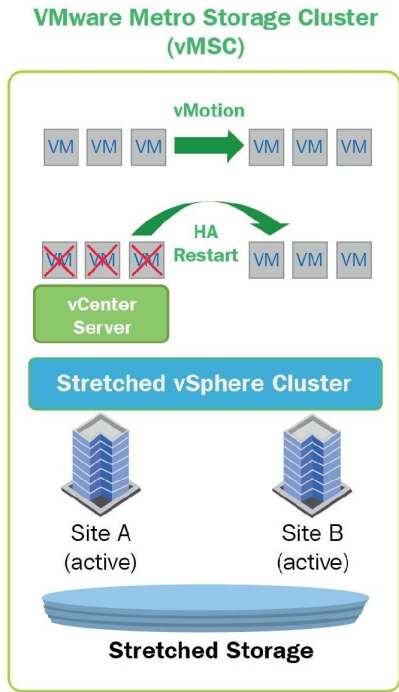 VMware Metro Storage Cluster
(vMSC)
vMotion
VM VM VM VM VM VM
HA
Restart
VM VM VM VM VM VM
vCenter
Server
Stretched vSphere Cluster
Site A
(active)
Site B
(active)
Stretched Storage